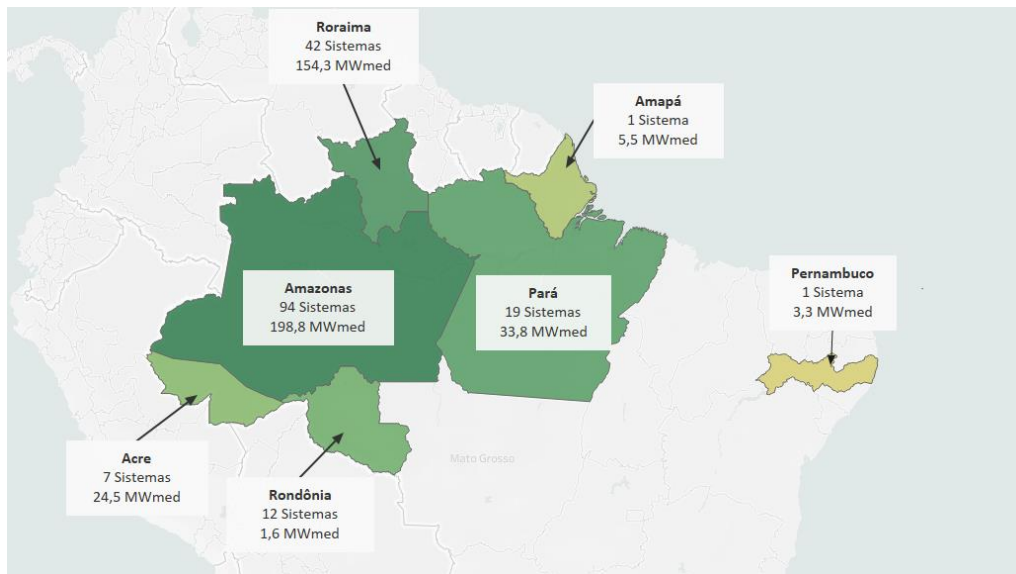 Roraima
42 Sistemas
154,3 MWmed
Amapá
1 Sistema
5,5 MWmed
Pernambuco
1 Sistema
3,3 MWmed
Amazonas
94 Sistemas
198,8 MWmed
Pará
19 Sistemas
33,8 MWmed
Acre
7 Sistemas
24,5 MWmed
Rondônia
12 Sistemas
1,6 MWmed
Mato Grosso